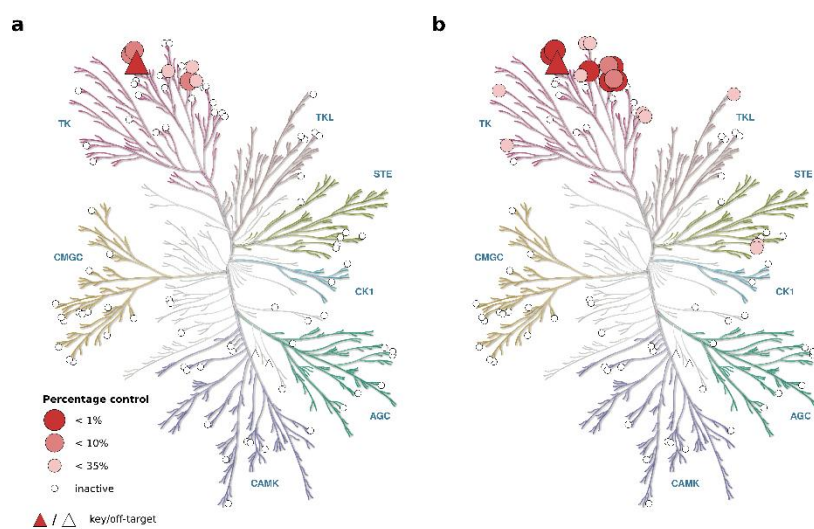 a
b
TK
TKL
STE
CMGC
CK1
AGC
CAMK
TK
TKL
STE
CMGC
CK1
AGC
CAMK
Percentage control
< 1%
< 10%
< 35%
inactive
/
key/off-target